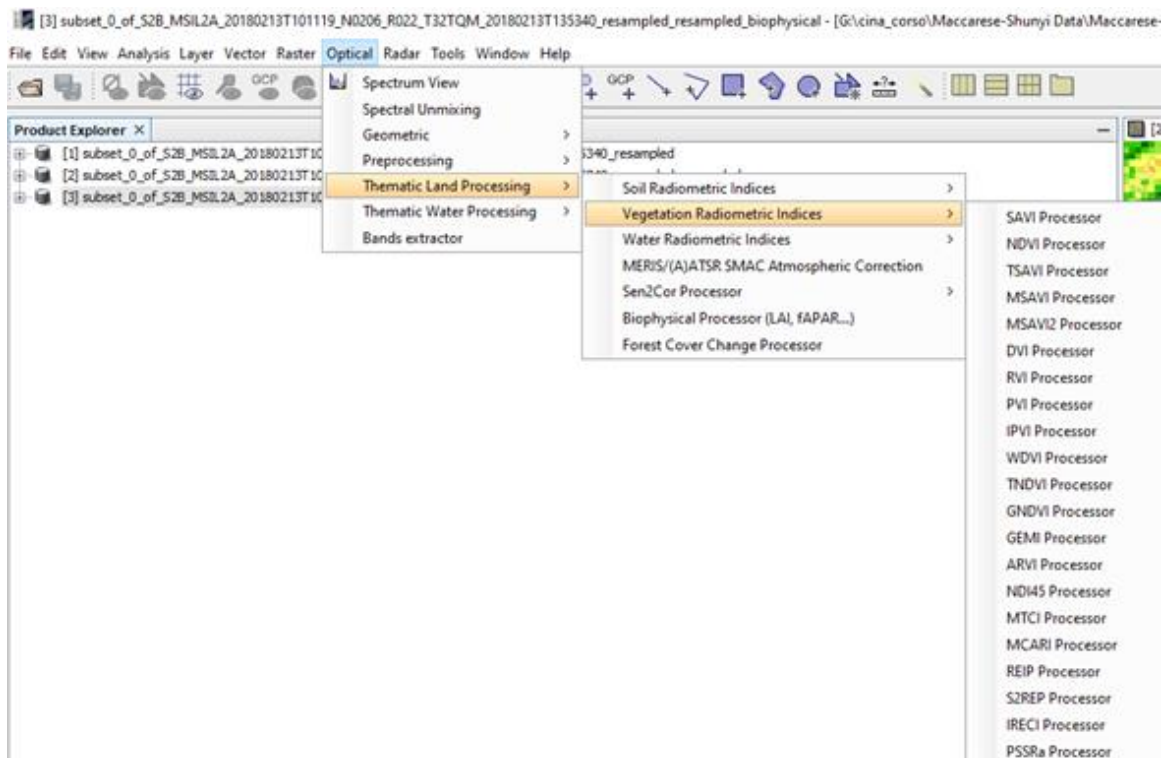 [3] subset_0_of_S2B_MSIL2A_20180213T101119_N0206_R022_T32TQM_20180213T135340_resampled_resampled_biophysical - [G:\cina_corso\Maccarese-Shunyi Data\Maccarese-
File Edit View Analysis Layer Vector Raster Optical Radar Tools Window Help
GCP
GCP
Product Explorer ×
[1] subset_0_of_S2B_MSIL2A_20180213T10
[2] subset_0_of_S2B_MSIL2A_20180213T10
[3] subset_0_of_S2B_MSIL2A_20180213T10
5340_resampled
Spectrum View
Spectral Unmixing
Geometric
Preprocessing
Thematic Land Processing
Thematic Water Processing
Bands extractor
Soil Radiometric Indices
Vegetation Radiometric Indices
Water Radiometric Indices
MERIS/(A)ATSR SMAC Atmospheric Correction
Sen2Cor Processor
Biophysical Processor (LAI, fAPAR...)
Forest Cover Change Processor
SAVI Processor
NDVI Processor
TSAVI Processor
MSAVI Processor
MSAVI2 Processor
DVI Processor
RVI Processor
PVI Processor
IPVI Processor
WDVI Processor
TNDVI Processor
GNDVI Processor
GEMI Processor
ARVI Processor
NDI45 Processor
MTCI Processor
MCARI Processor
REIP Processor
S2REP Processor
IRECI Processor
PSSRa Processor
[2